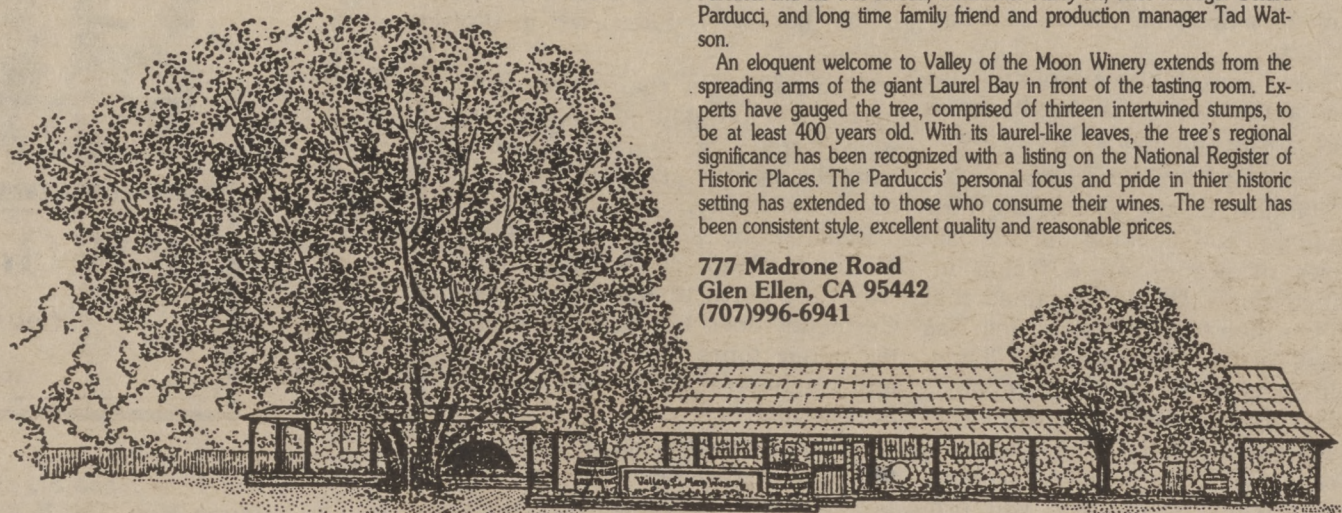 Parducci, and long time family friend and production manager Tad Wat-
son.
An eloquent welcome to Valley of the Moon Winery extends from the
spreading arms of the giant Laurel Bay in front of the tasting room. Ex-
perts have gauged the tree, comprised of thirteen intertwined stumps, to
be at least 400 years old. With its laurel-like leaves, the tree's regional
significance has been recognized with a listing on the National Register of
Historic Places. The Parduccis' personal focus and pride in thier historic
setting has extended to those who consume their wines. The result has
been consistent style, excellent quality and reasonable prices.
777 Madrone Road
Glen Ellen, CA 95442
(707)996-6941
Valley of the Moon Winery